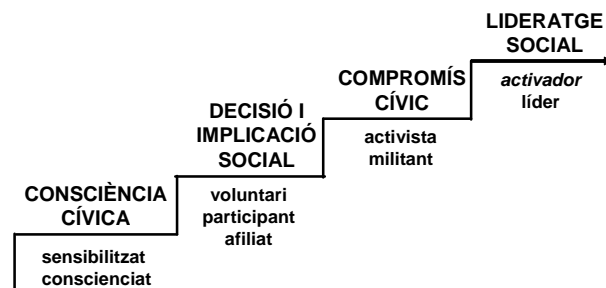 LIDERATGE
SOCIAL
activador
líder
COMPROMÍS
CÍVIC
activista
militant
DECISIÓ I
IMPLICACIÓ
SOCIAL
voluntari
participant
afiliat
CONSCIÈNCIA
CÍVICA
sensibilitzat
conscienciat